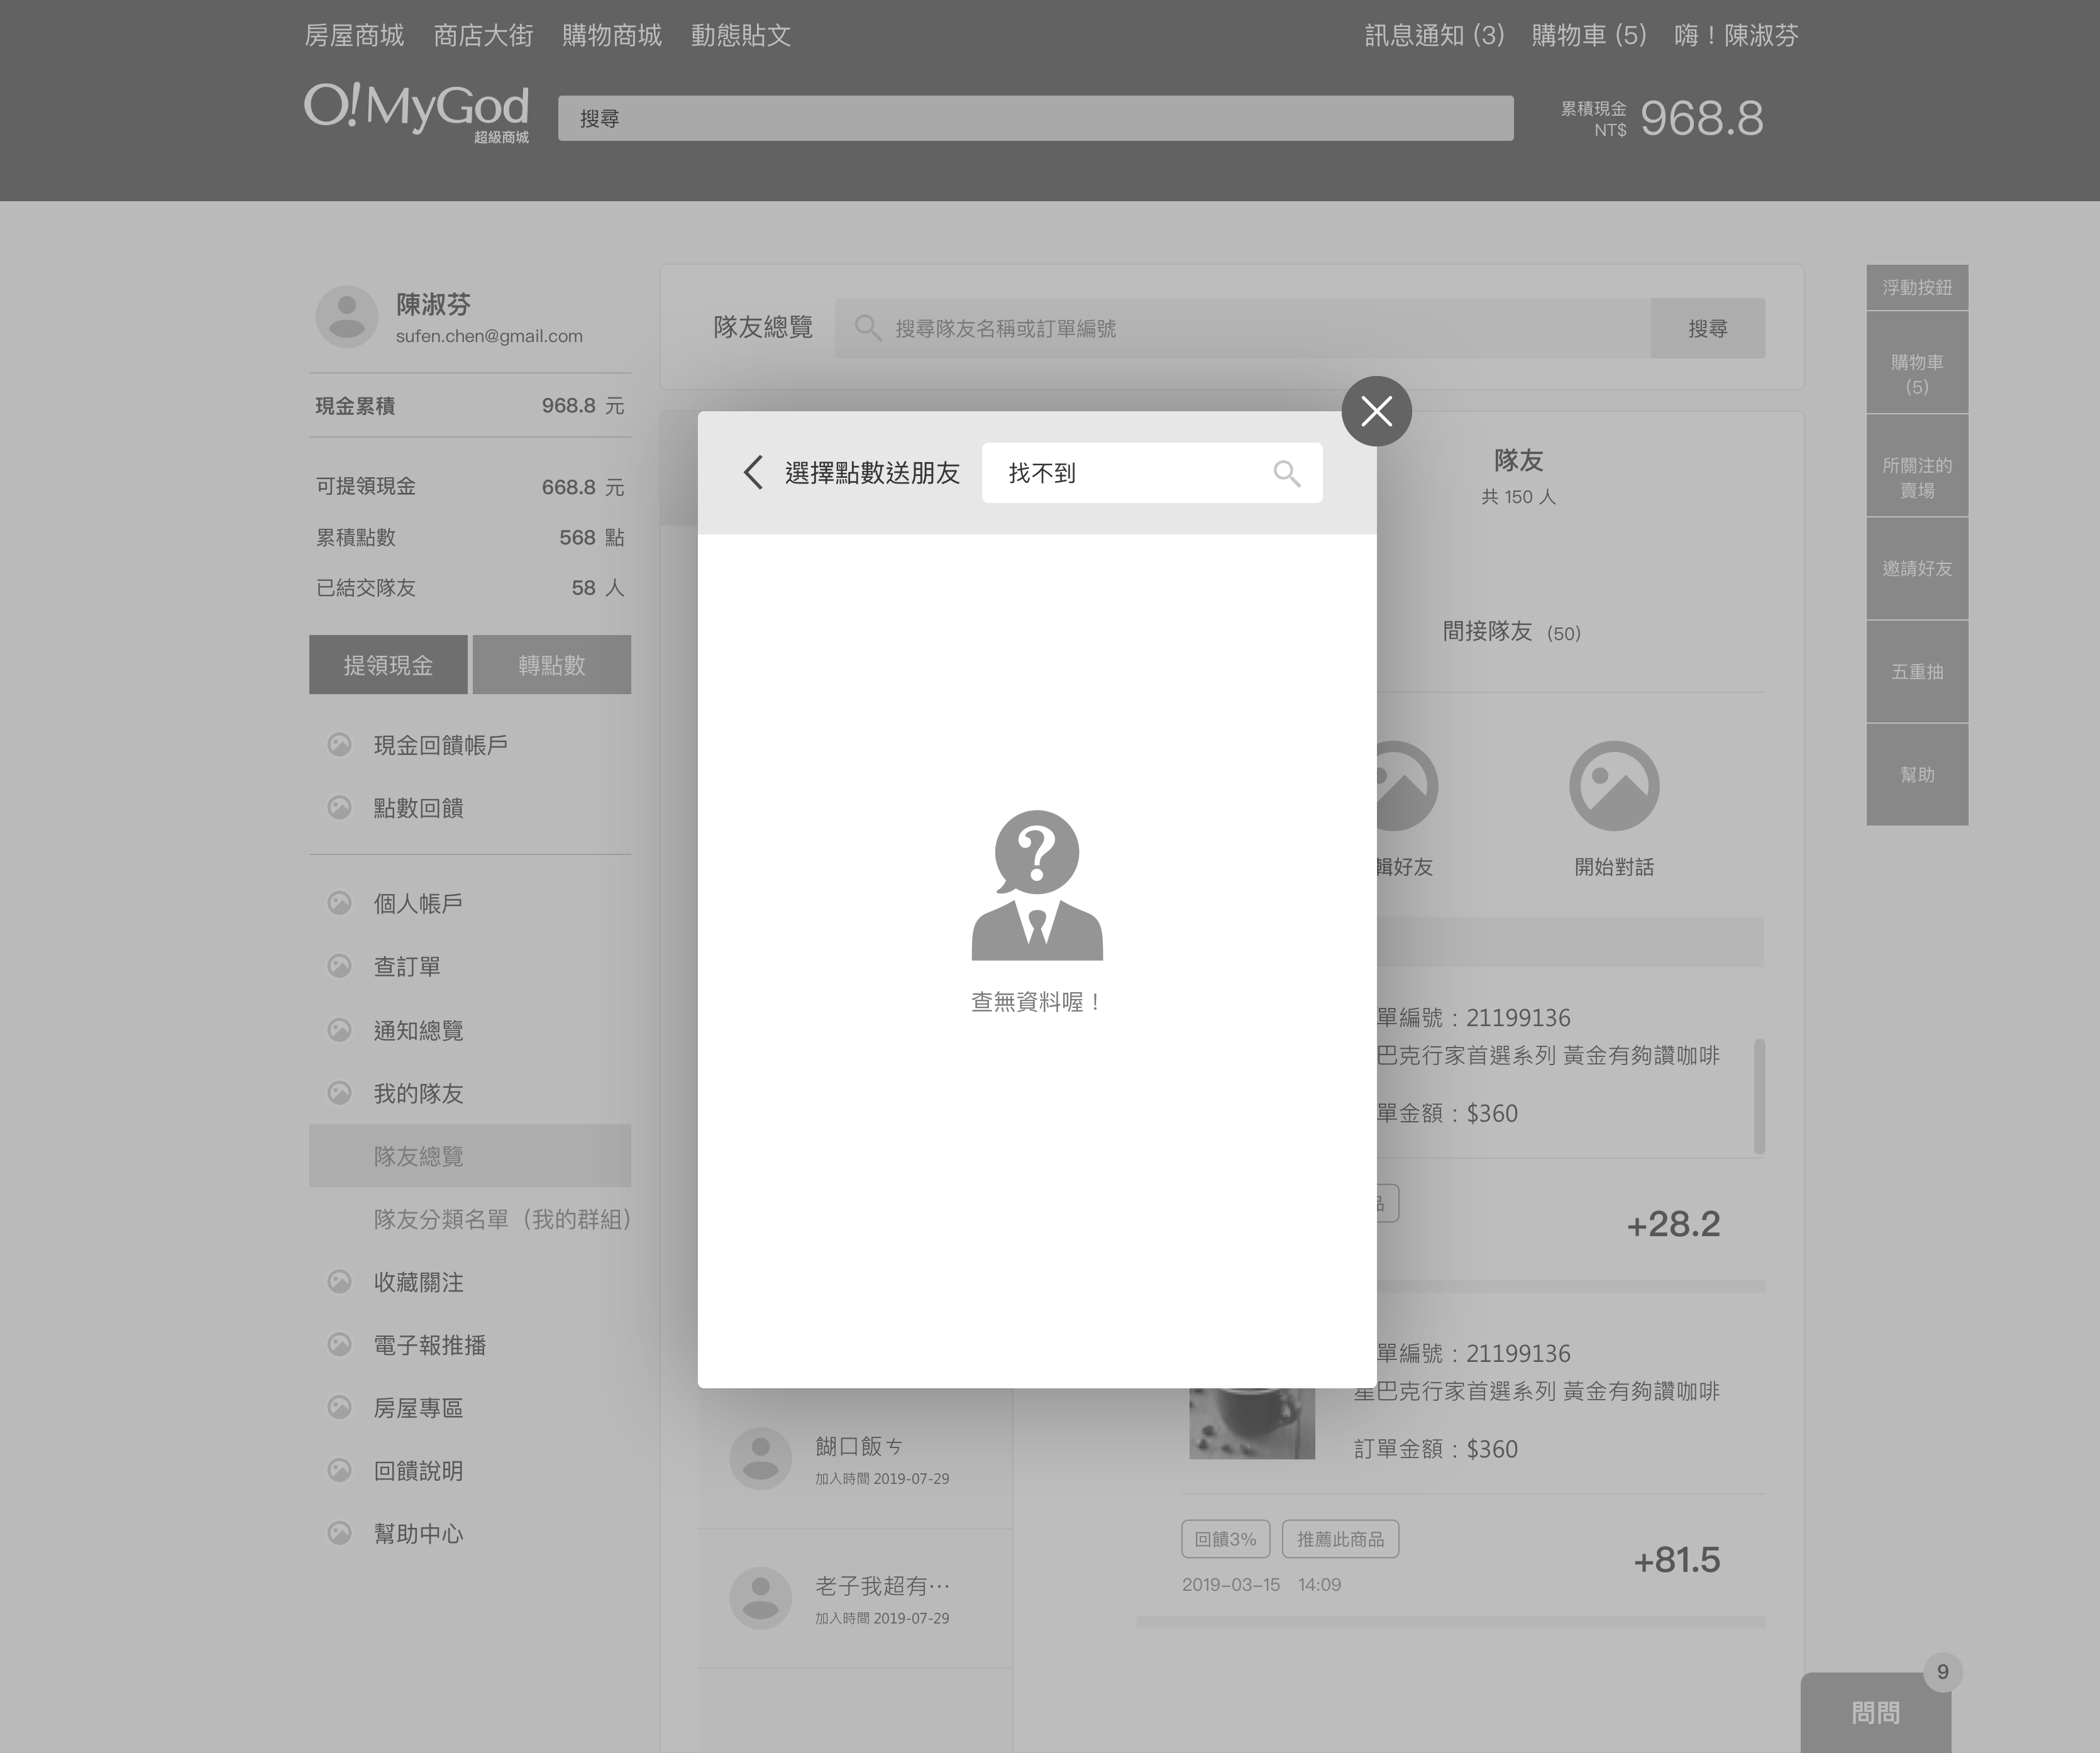 房屋商城 商店大街 購物商城 動態貼文
訊息通知 (3) 購物車 (5) 嗨！陳淑芬
O!MyGod
超級商城
搜尋
累積現金
NT$
968.8
陳淑芬
sufen.chen@gmail.com
現金累積 968.8 元
可提領現金 668.8 元
累積點數 568 點
已結交隊友 58 人
提領現金 轉點數
現金回饋帳戶
點數回饋
個人帳戶
查訂單
通知總覽
我的隊友
隊友總覽
隊友分類名單（我的群組）
收藏關注
電子報推播
房屋專區
回饋說明
幫助中心
隊友總覽 搜尋隊友名稱或訂單編號 搜尋
選擇點數送朋友 找不到
?
查無資料喔！
隊友
共 150 人
間接隊友 (50)
輯好友 開始對話
單編號：21199136
巴克行家首選系列 黃金有夠讚咖啡
單金額：$360
品
+28.2
單編號：21199136
星巴克行家首選系列 黃金有夠讚咖啡
訂單金額：$360
回饋3% 推薦此商品
+81.5
2019-03-15 14:09
餬口飯ㄘ
加入時間 2019-07-29
老子我超有…
加入時間 2019-07-29
浮動按鈕
購物車
(5)
所關注的
賣場
邀請好友
五重抽
幫助
9
問問